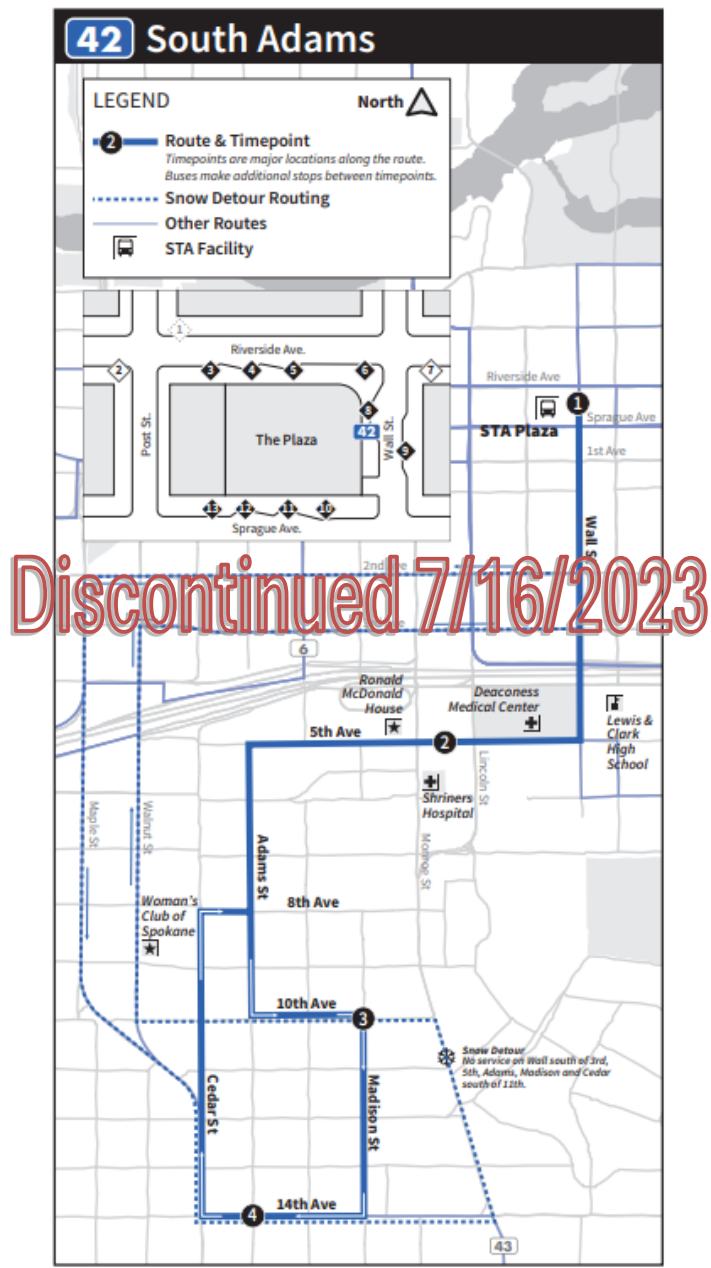 42 South Adams
LEGEND
North
2
Route & Timepoint
Timepoints are major locations along the route.
Buses make additional stops between timepoints.
Snow Detour Routing
Other Routes
STA Facility
1
Riverside Ave.
2
3
4
5
6
7
8
42
Post St.
The Plaza
Wall St.
9
13
12
11
10
Sprague Ave.
Riverside Ave
1
STA Plaza
Sprague Ave
1st Ave
Wall S
2nd Ave
Discontinued 7/16/2023
6
Ronald
McDonald
House
Deaconess
Medical Center
Lewis &
Clark
High
School
5th Ave
2
Lincoln St
Shriners
Hospital
Monroe St
Maple St
Walnut St
Adams St
Woman's
Club of
Spokane
8th Ave
10th Ave
3
Snow Detour
No service on Wall south of 3rd,
5th, Adams, Madison and Cedar
south of 11th.
Cedar St
Madison St
14th Ave
4
43